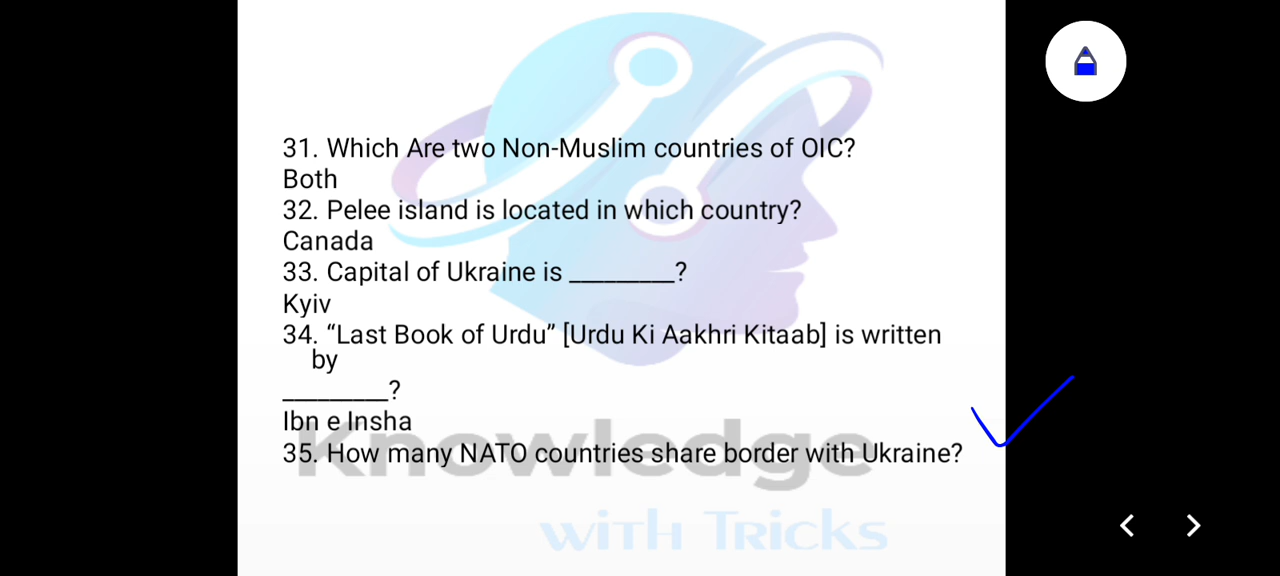 31. Which Are two Non-Muslim countries of OIC?
Both
32. Pelee island is located in which country?
Canada
33. Capital of Ukraine is _________?
Kyiv
34. “Last Book of Urdu” [Urdu Ki Aakhri Kitaab] is written
by
_________?
Ibn e Insha
Knowledge
35. How many NATO countries share border with Ukraine?
with Tricks